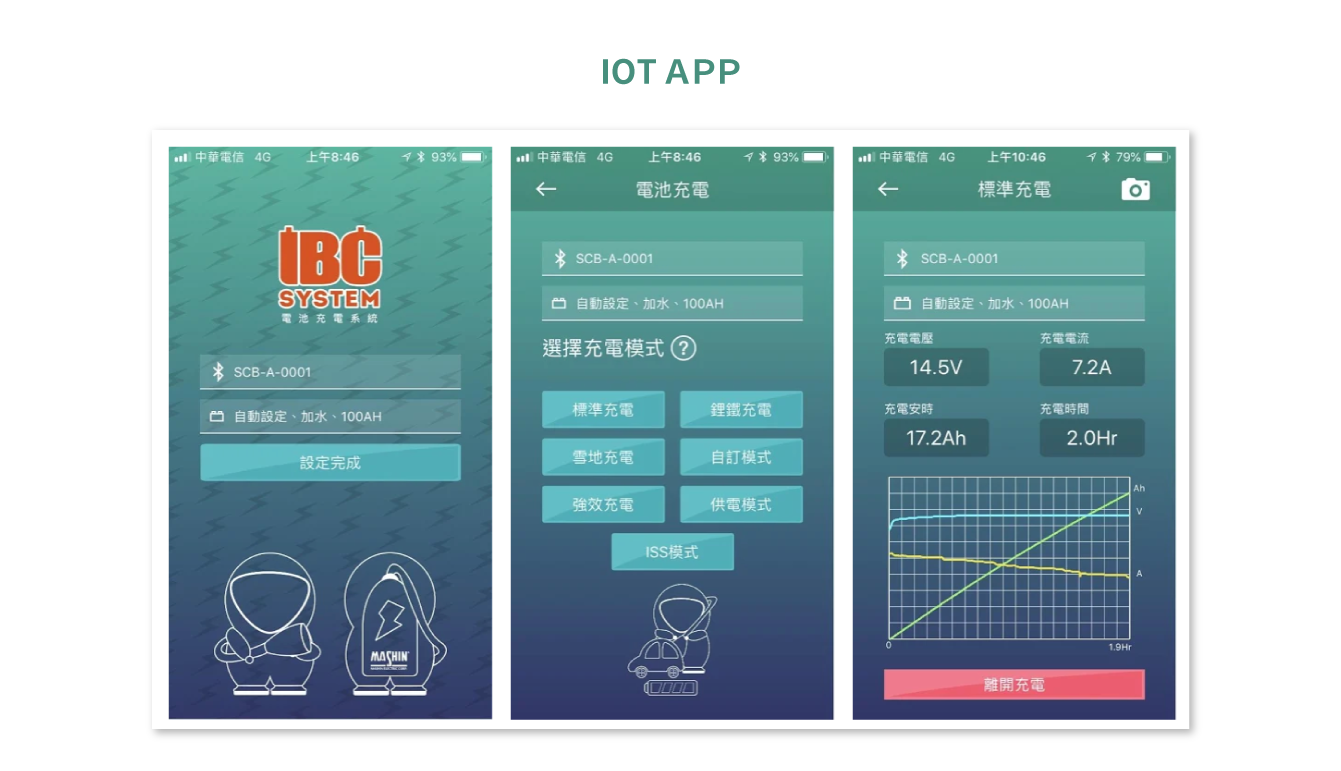 IOT APP
中華電信 4G 上午8:46 93%
IBC
SYSTEM
電池充電系統
SCB-A-0001
自動設定、加水、100AH
設定完成
MASHIN
中華電信 4G 上午8:46 93%
電池充電
SCB-A-0001
自動設定、加水、100AH
選擇充電模式 ?
標準充電 鋰鐵充電
雪地充電 自訂模式
強效充電 供電模式
ISS模式
中華電信 4G 上午10:46 79%
標準充電
SCB-A-0001
自動設定、加水、100AH
充電電壓 充電電流
14.5V 7.2A
充電安時 充電時間
17.2Ah 2.0Hr
Ah
V
A
0 1.9Hr
離開充電